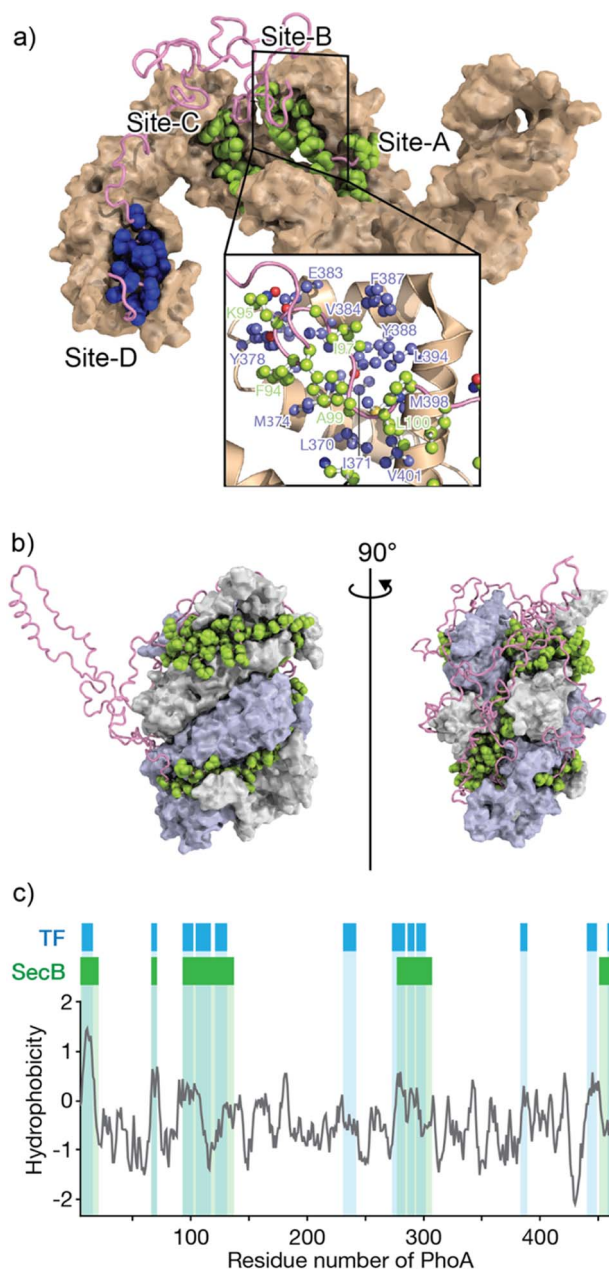 a)
Site-B
Site-C
Site-A
Site-D
E383
F387
K95
V384
I97
Y388
Y378
L394
F94
M398
M374
A99
L100
L370
I371
V401
b)
90°
c)
TF
SecB
Hydrophobicity
2
1
0
-1
-2
100
200
300
400
Residue number of PhoA